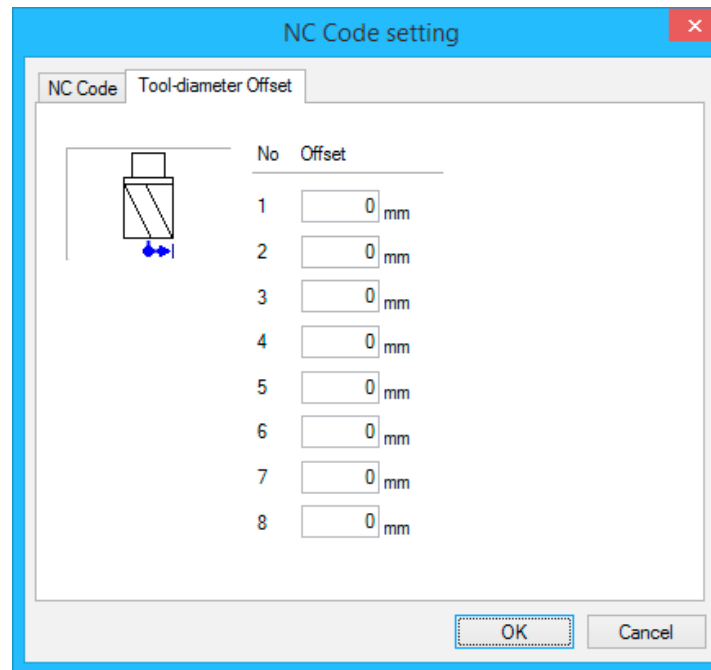 NC Code setting
NC Code Tool-diameter Offset
No Offset
1 0 mm
2 0 mm
3 0 mm
4 0 mm
5 0 mm
6 0 mm
7 0 mm
8 0 mm
OK Cancel